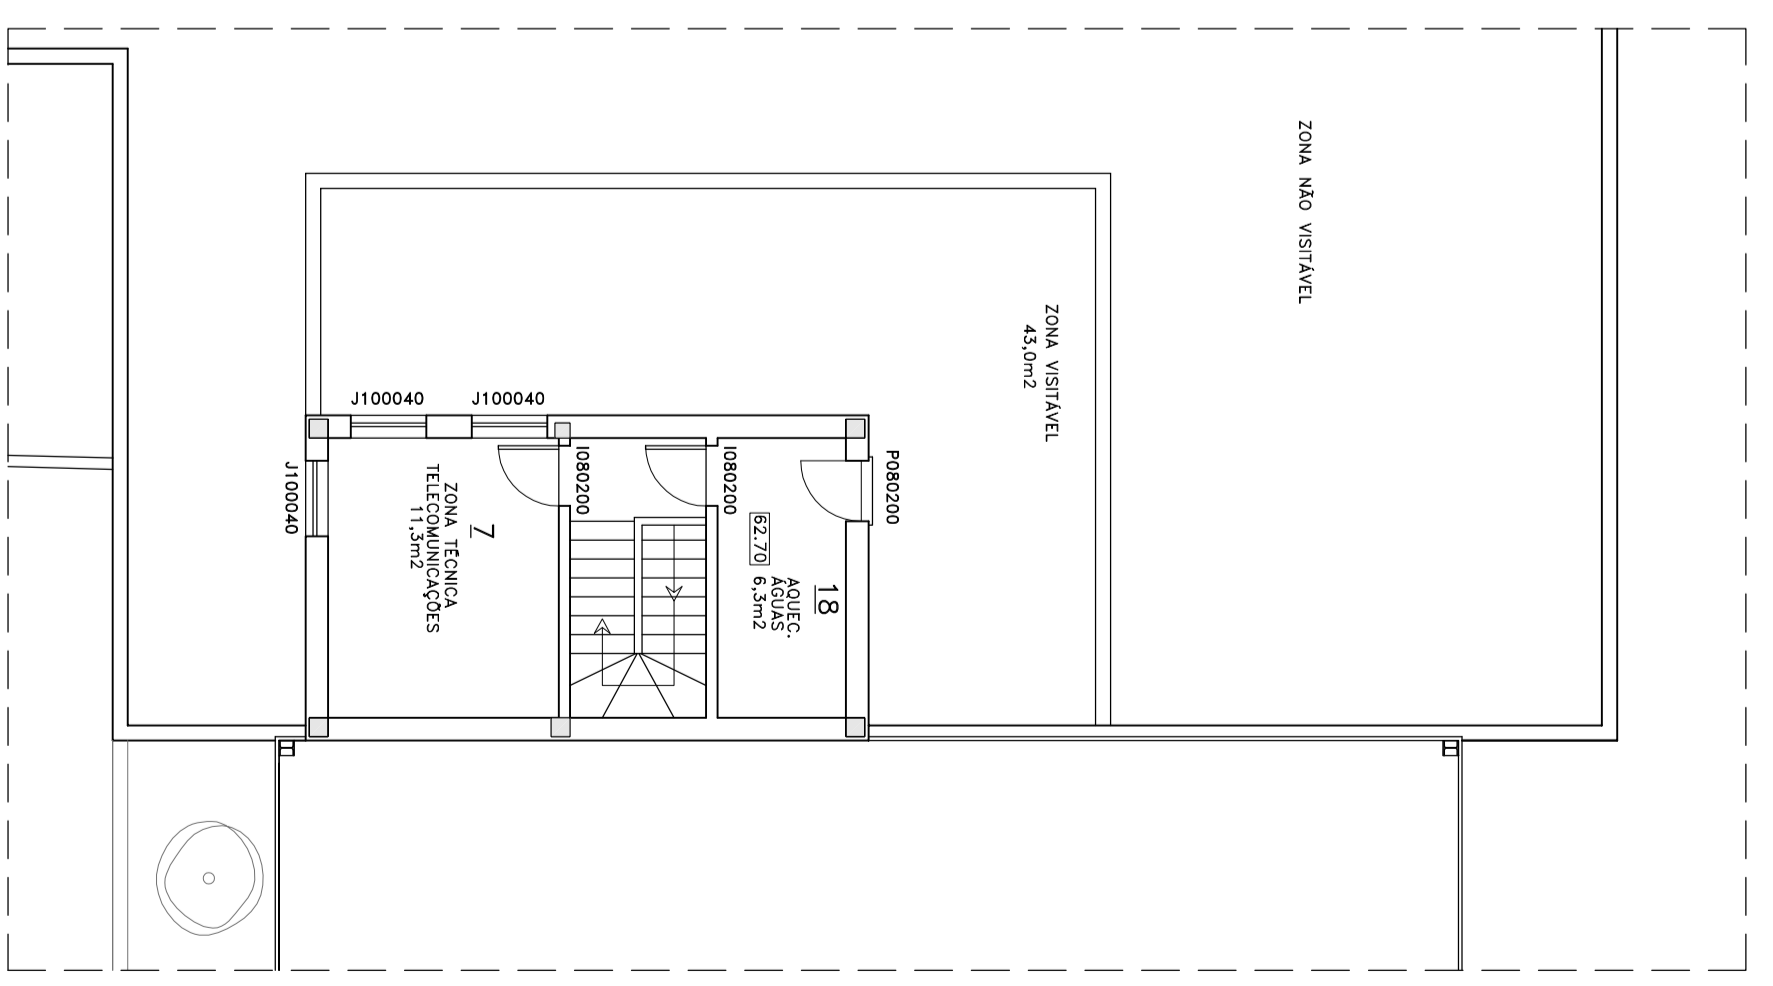 ZONA NÃO VISITÁVEL
ZONA VISITÁVEL
43,0m2
J100040
J100040
J100040
I080200
I080200
P080200
7
ZONA TÉCNICA
TELECOMUNICAÇÕES
11,3m2
62.70
18
AQUEC.
ÁGUAS
6,3m2